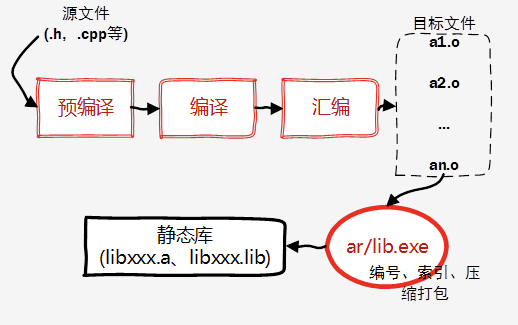 源文件
(.h，.cpp等)
目标文件
a1.o
a2.o
...
an.o
预编译
编译
汇编
静态库
(libxxx.a、libxxx.lib)
ar/lib.exe
编号、索引、压
缩打包